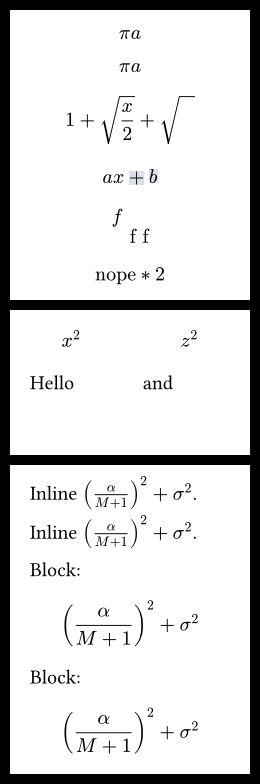 πa
πa
1 + √(x/2) + √
ax + b
f
f f
nope ∗ 2
x² z²
Hello and
Inline (α/(M+1))² + σ².
Inline (α/(M+1))² + σ².
Block:
(α/(M + 1))² + σ²
Block:
(α/(M + 1))² + σ²